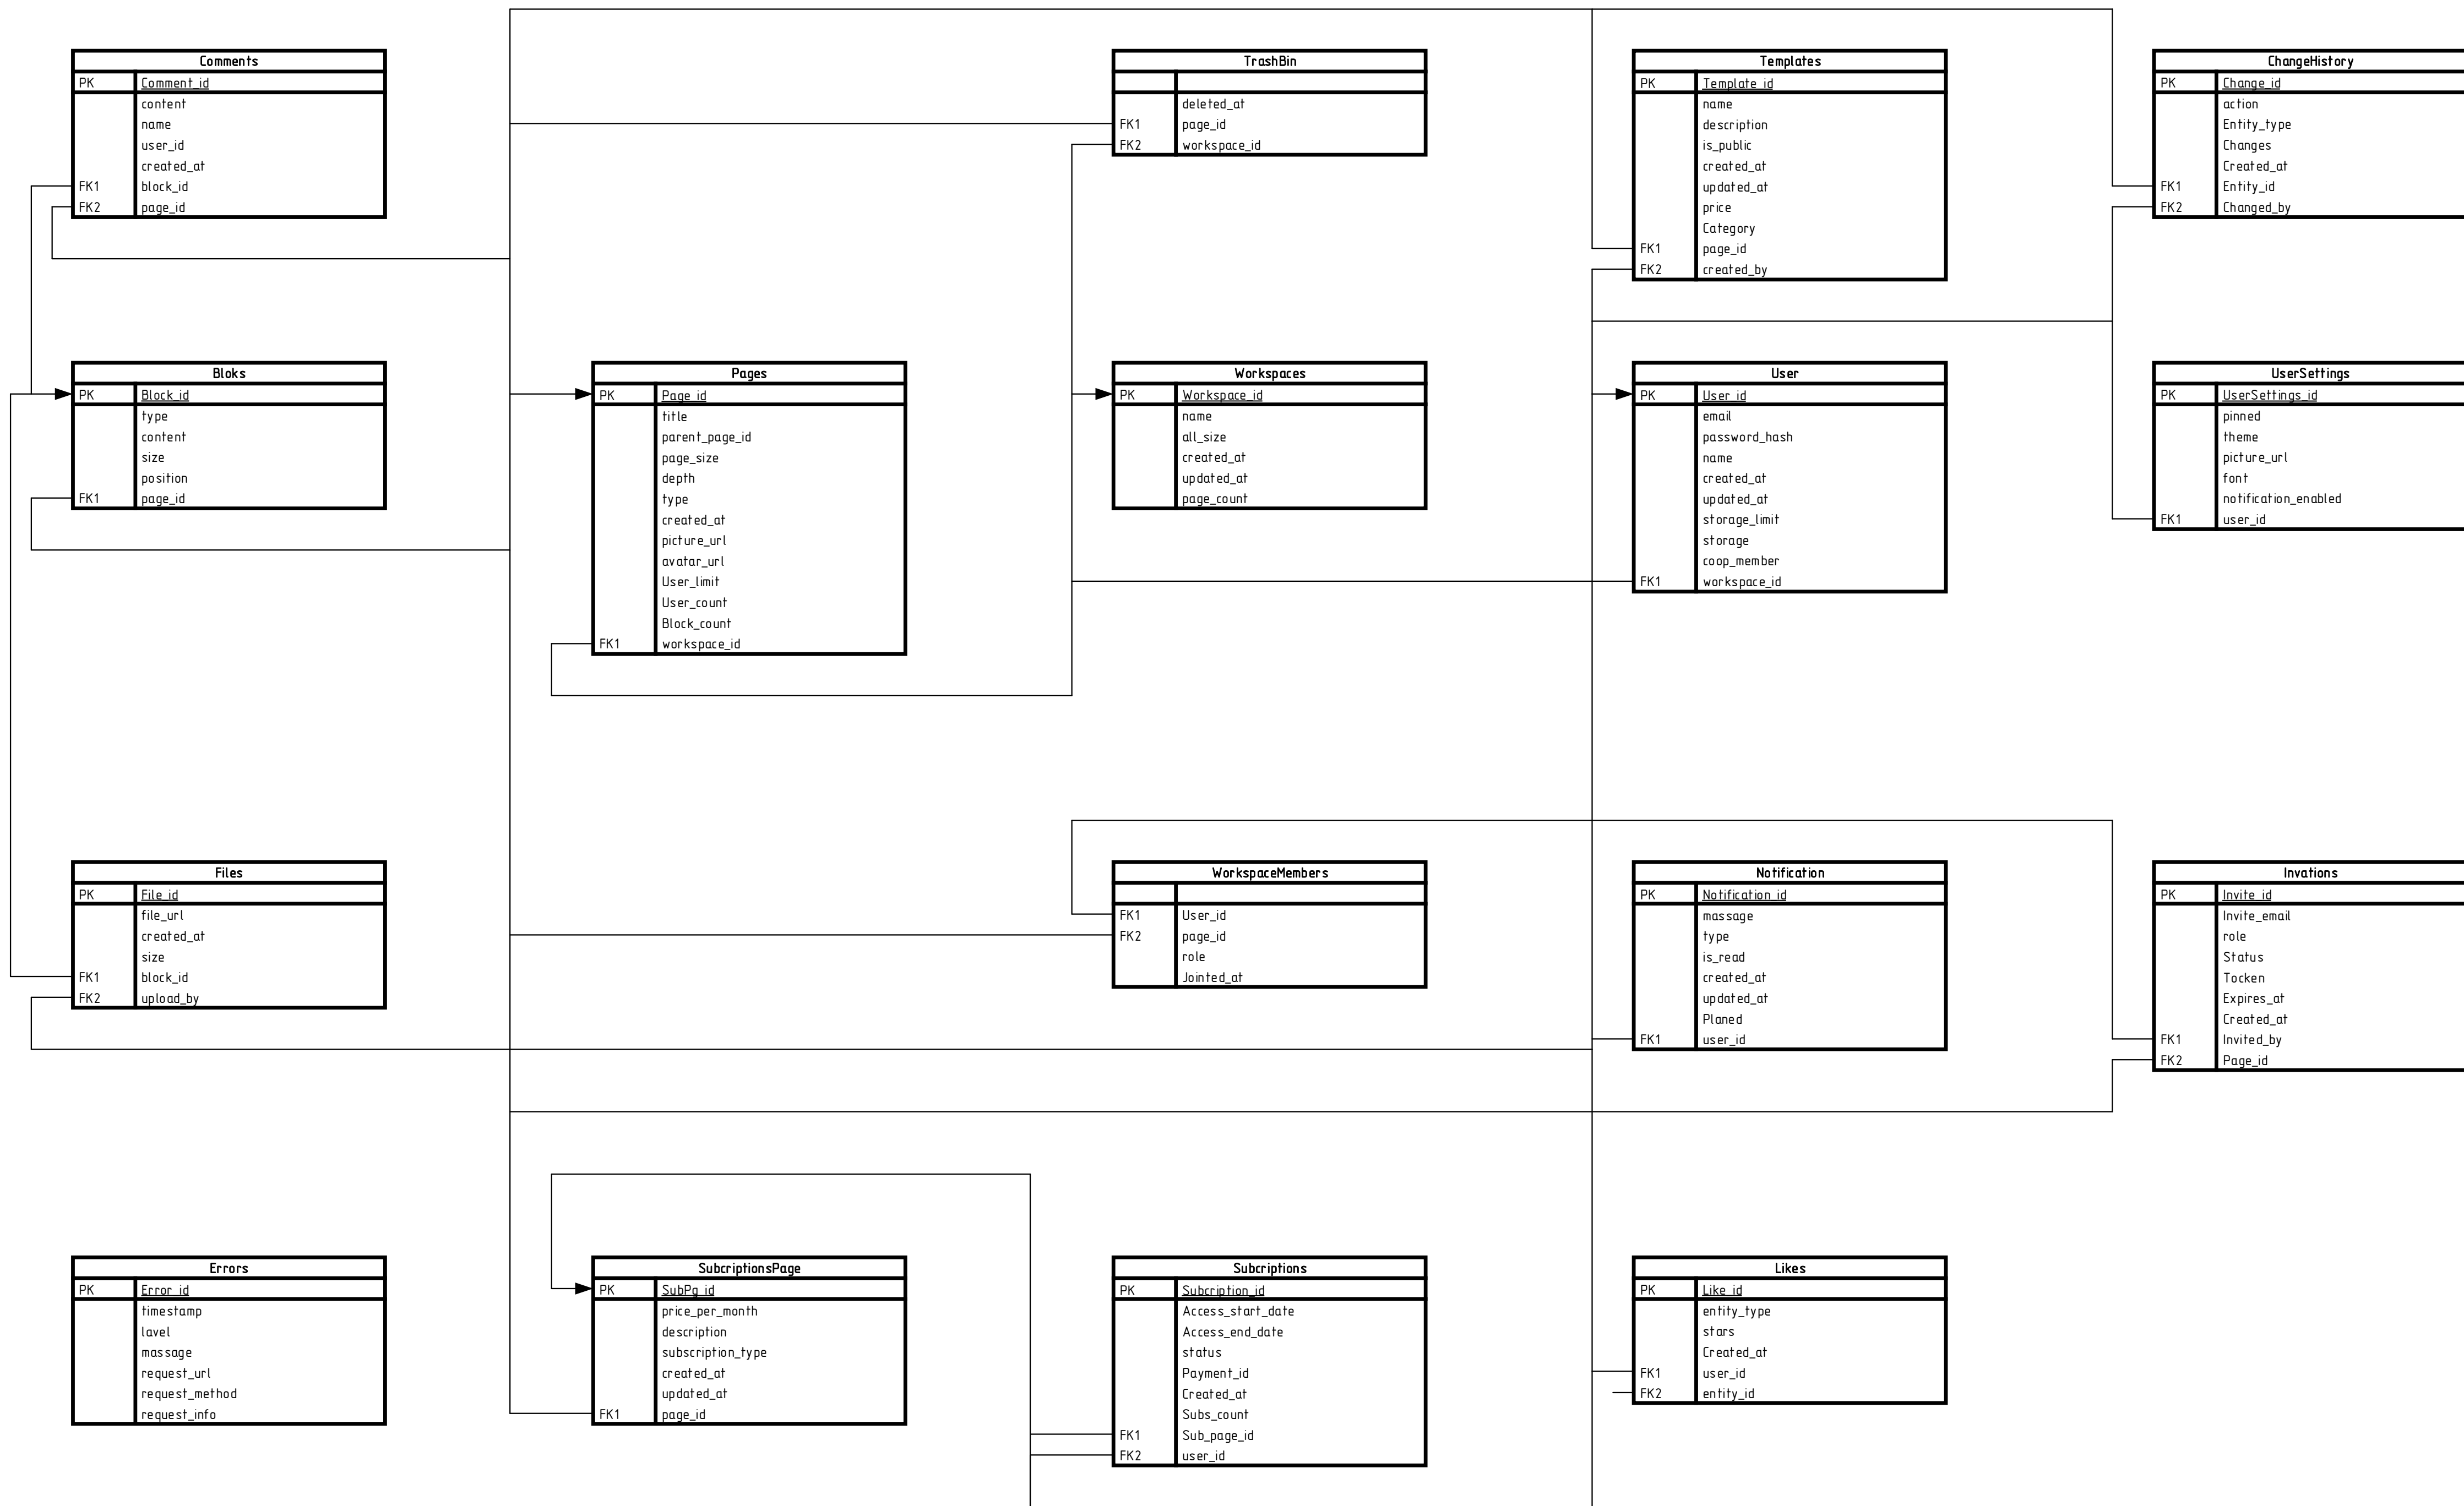 Comments
PK Comment_id
content
name
user_id
created_at
FK1 block_id
FK2 page_id
TrashBin
deleted_at
FK1 page_id
FK2 workspace_id
Templates
PK Template_id
name
description
is_public
created_at
updated_at
price
Category
FK1 page_id
FK2 created_by
ChangeHistory
PK Change_id
action
Entity_type
Changes
Created_at
FK1 Entity_id
FK2 Changed_by
Bloks
PK Block_id
type
content
size
position
FK1 page_id
Pages
PK Page_id
title
parent_page_id
page_size
depth
type
created_at
picture_url
avatar_url
User_limit
User_count
Block_count
FK1 workspace_id
Workspaces
PK Workspace_id
name
all_size
created_at
updated_at
page_count
User
PK User_id
email
password_hash
name
created_at
updated_at
storage_limit
storage
coop_member
FK1 workspace_id
UserSettings
PK UserSettings_id
pinned
theme
picture_url
font
notification_enabled
FK1 user_id
Files
PK File_id
file_url
created_at
size
FK1 block_id
FK2 upload_by
WorkspaceMembers
FK1 User_id
FK2 page_id
role
Jointed_at
Notification
PK Notification_id
massage
type
is_read
created_at
updated_at
Planed
FK1 user_id
Invations
PK Invite_id
Invite_email
role
Status
Tocken
Expires_at
Created_at
FK1 Invited_by
FK2 Page_id
Errors
PK Error_id
timestamp
lavel
massage
request_url
request_method
request_info
SubcriptionsPage
PK SubPg_id
price_per_month
description
subscription_type
created_at
updated_at
FK1 page_id
Subcriptions
PK Subcription_id
Access_start_date
Access_end_date
status
Payment_id
Created_at
Subs_count
FK1 Sub_page_id
FK2 user_id
Likes
PK Like_id
entity_type
stars
Created_at
FK1 user_id
FK2 entity_id